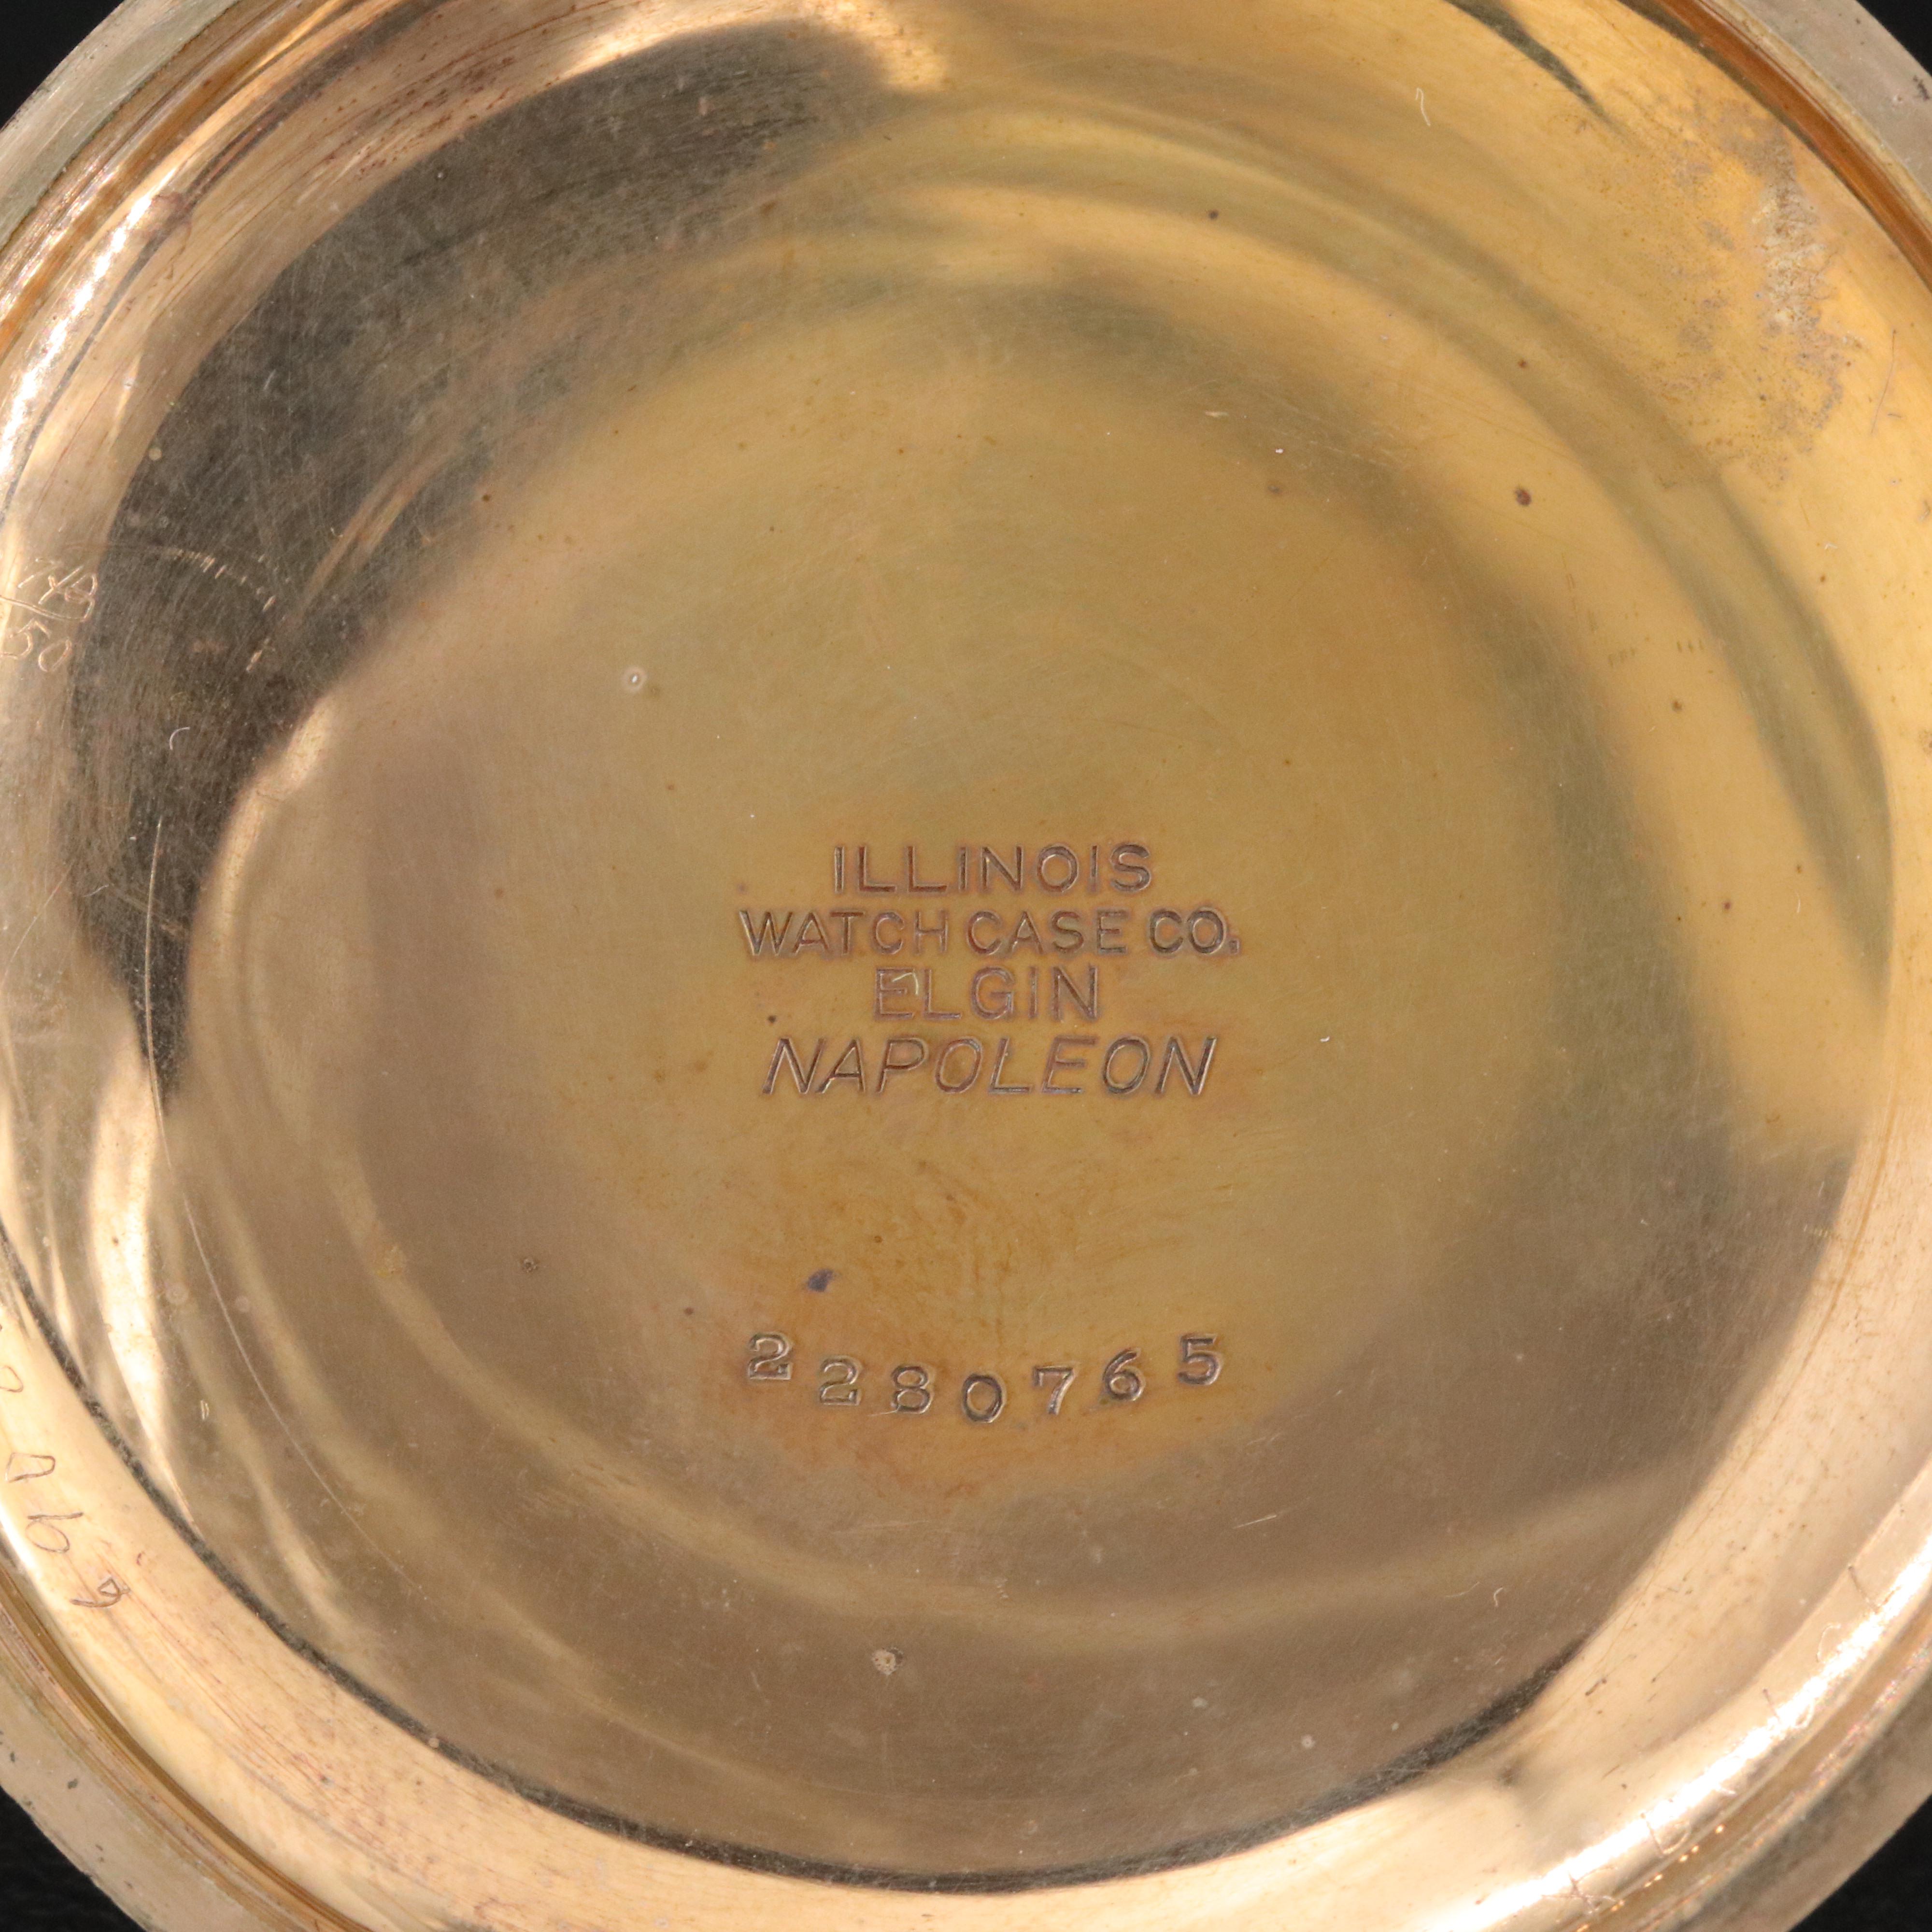 ILLINOIS
WATCH CASE CO.
ELGIN
NAPOLEON
2280765